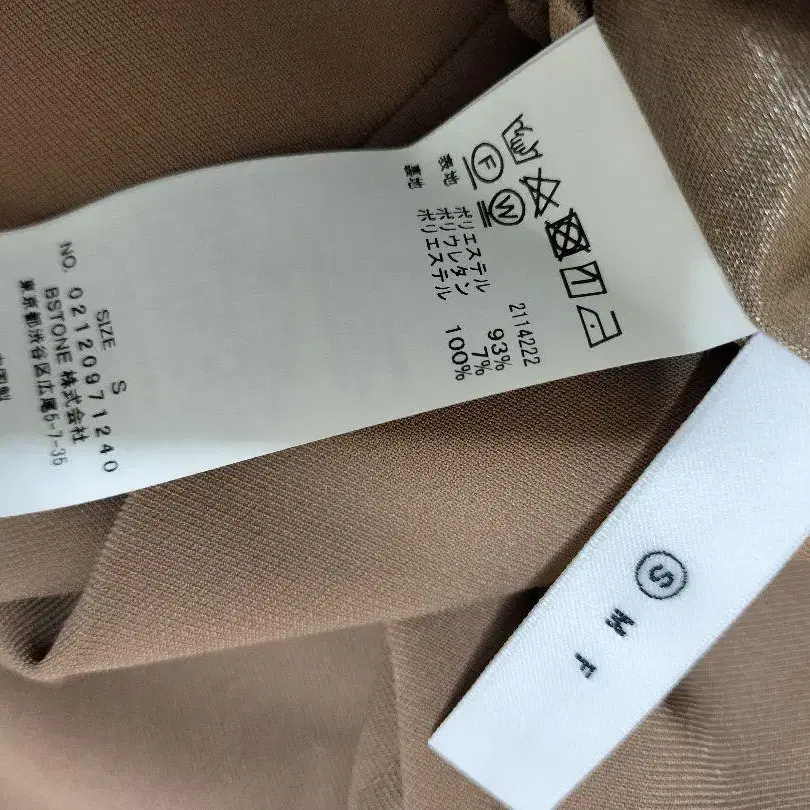 F W
2114222
表地 ポリエステル 93%
ポリウレタン 7%
裏地 ポリエステル 100%
SIZE S
NO. 02120971240
BSTONE 株式会社
東京都渋谷区広尾5-7-35
S M F